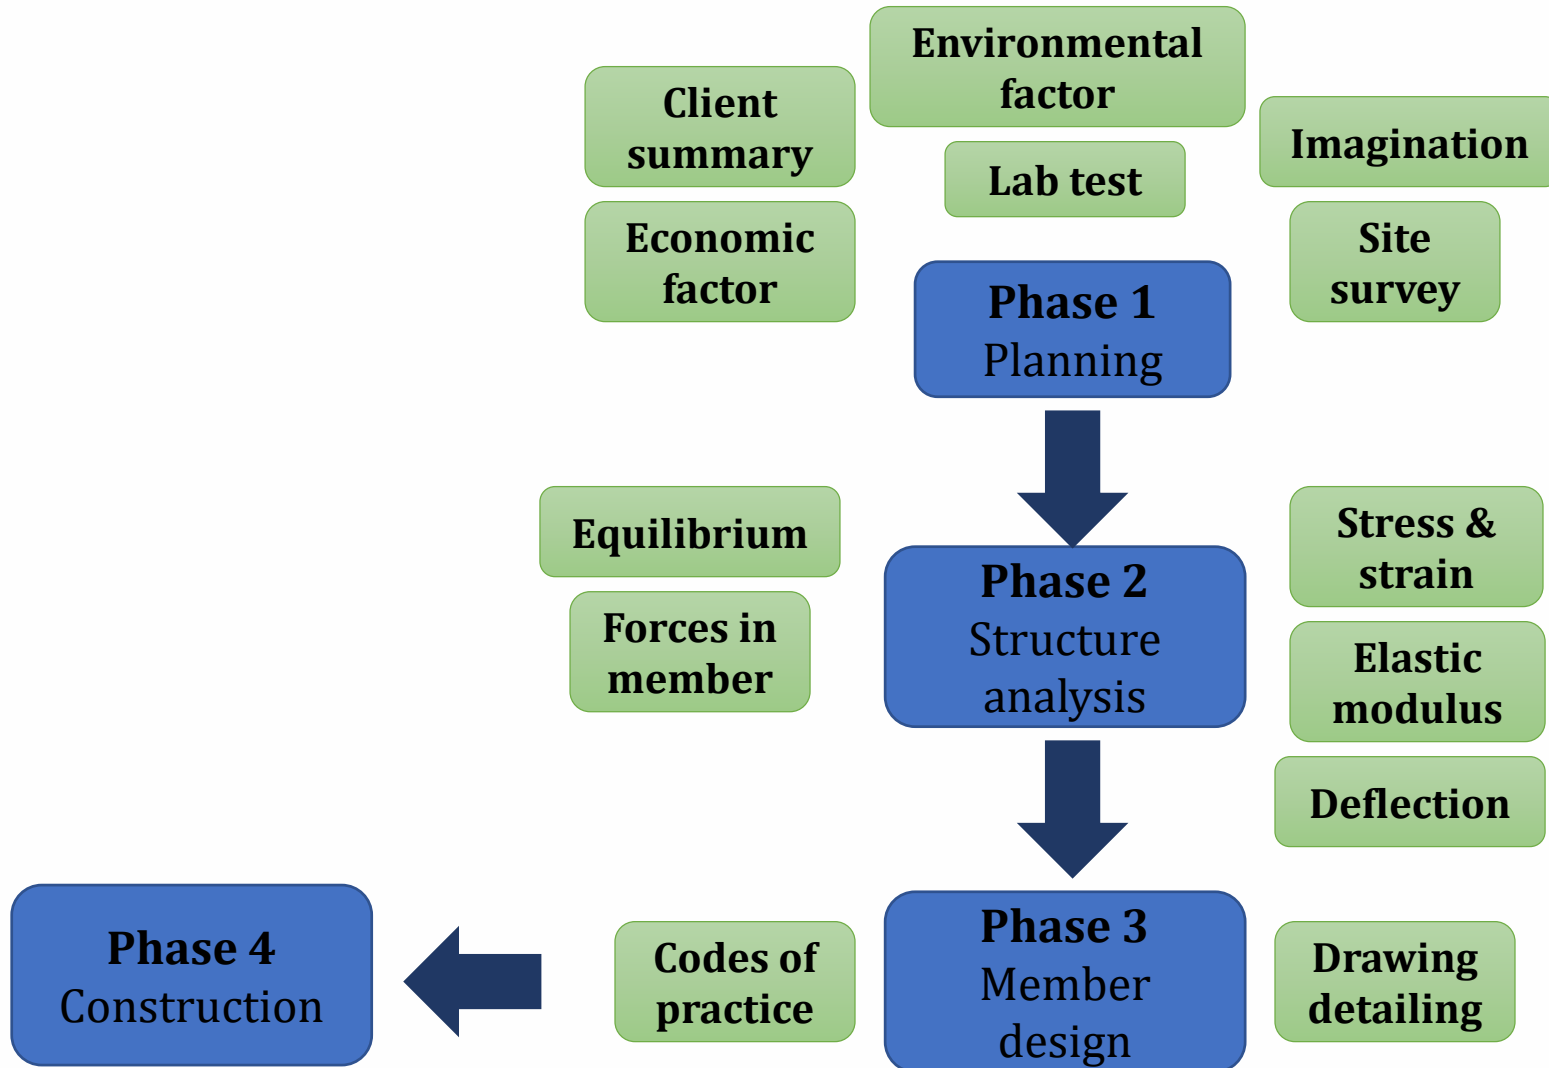 Environmental
factor
Client
summary
Imagination
Lab test
Economic
factor
Site
survey
Phase 1
Planning
Equilibrium
Stress &
strain
Phase 2
Structure
analysis
Forces in
member
Elastic
modulus
Deflection
Phase 4
Construction
Codes of
practice
Phase 3
Member
design
Drawing
detailing